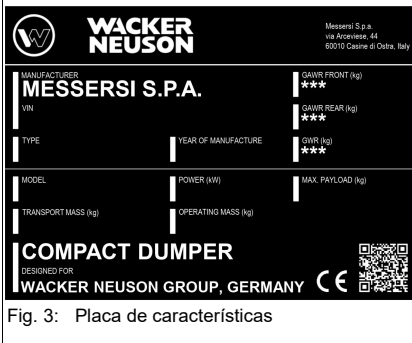 WACKER
NEUSON
Messersi S.p.a.
via Arceviese, 44
60010 Casine di Ostra, Italy
MANUFACTURER
MESSERSI S.P.A.
GAWR FRONT (kg)
***
VIN
GAWR REAR (kg)
***
TYPE
YEAR OF MANUFACTURE
GWR (kg)
***
MODEL
POWER (kW)
MAX. PAYLOAD (kg)
TRANSPORT MASS (kg)
OPERATING MASS (kg)
COMPACT DUMPER
DESIGNED FOR
WACKER NEUSON GROUP, GERMANY
CE
Fig. 3: Placa de características